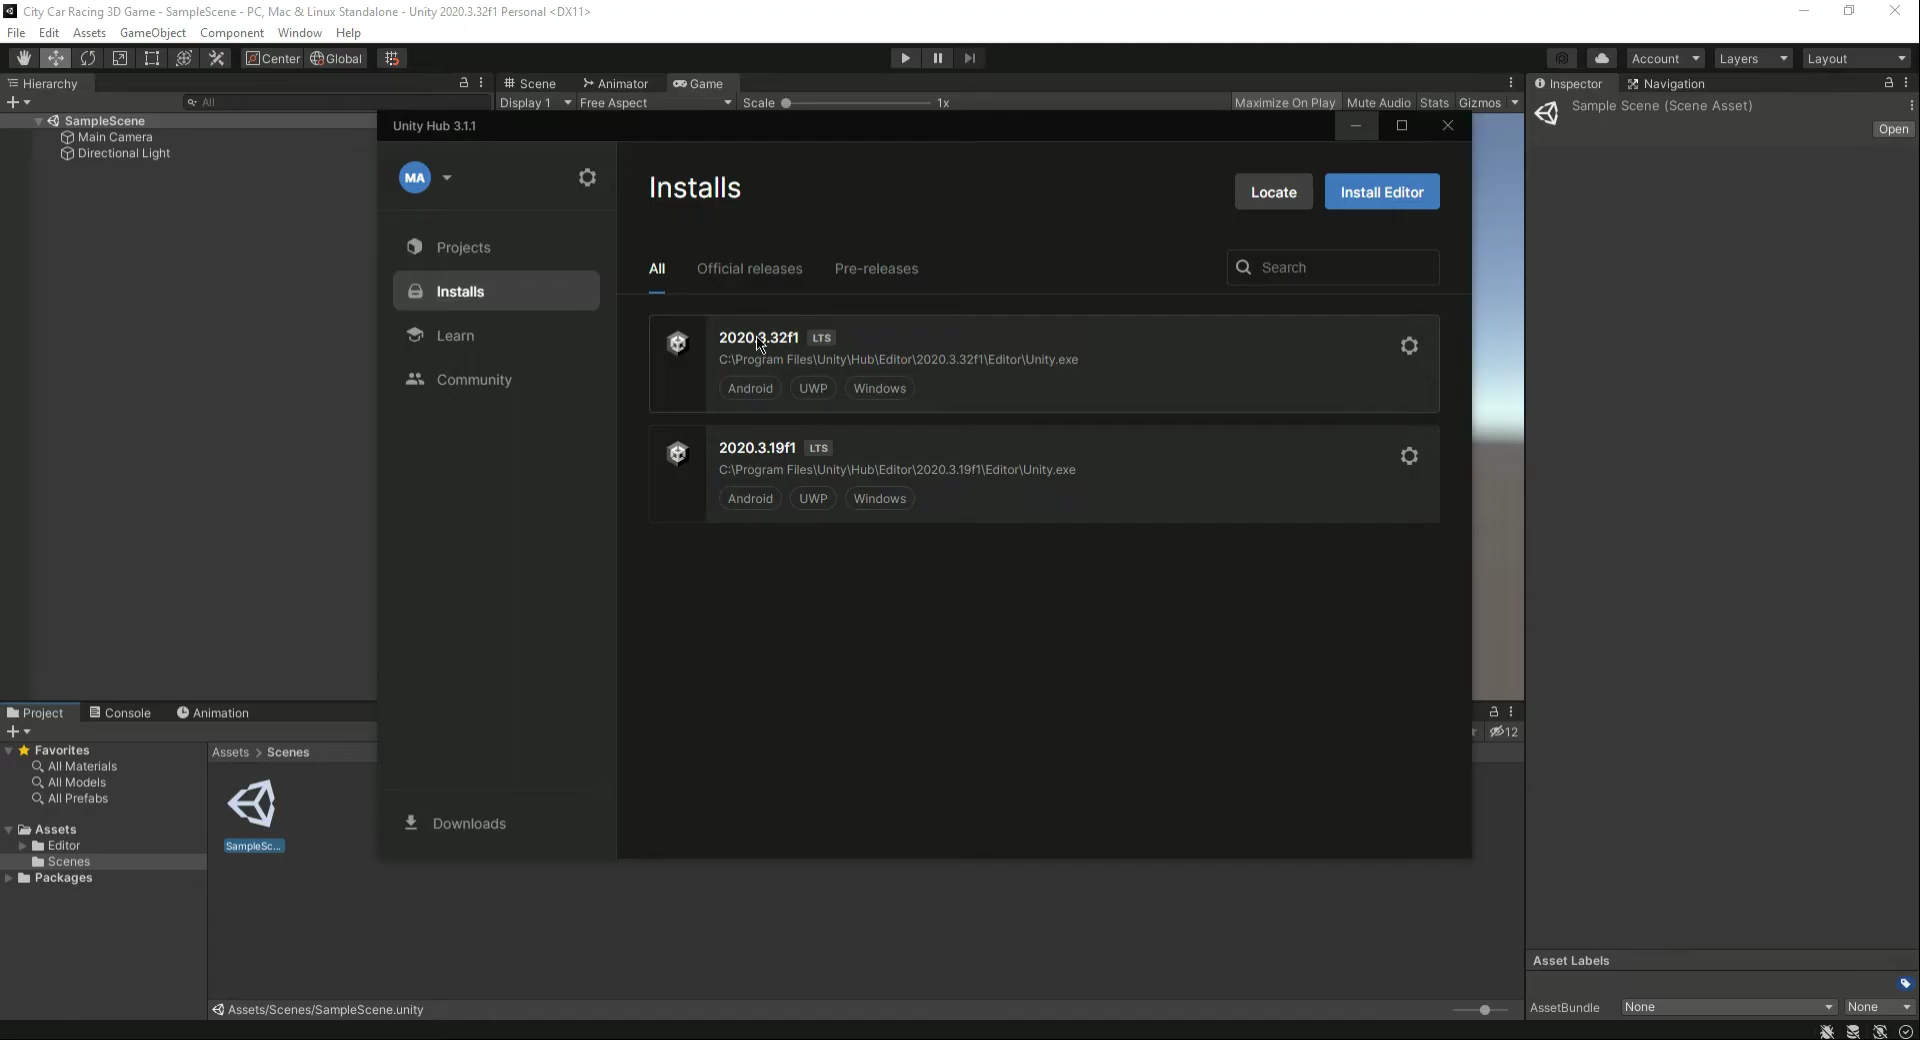 City Car Racing 3D Game - SampleScene - PC, Mac & Linux Standalone - Unity 2020.3.32f1 Personal <DX11>
File Edit Assets GameObject Component Window Help
Center Global Account Layers Layout
Hierarchy Scene Animator Game Inspector Navigation
All Display 1 Free Aspect Scale 1x Maximize On Play Mute Audio Stats Gizmos
Sample Scene (Scene Asset)
Open
SampleScene
Main Camera
Directional Light
Unity Hub 3.1.1
MA
Installs
Locate Install Editor
Projects
Installs
Learn
Community
Downloads
All Official releases Pre-releases Search
2020.3.32f1 LTS
C:\Program Files\Unity\Hub\Editor\2020.3.32f1\Editor\Unity.exe
Android UWP Windows
2020.3.19f1 LTS
C:\Program Files\Unity\Hub\Editor\2020.3.19f1\Editor\Unity.exe
Android UWP Windows
Project Console Animation
12
Favorites
All Materials
All Models
All Prefabs
Assets
Editor
Scenes
Packages
Assets > Scenes
SampleSc...
Assets/Scenes/SampleScene.unity
Asset Labels
AssetBundle None None